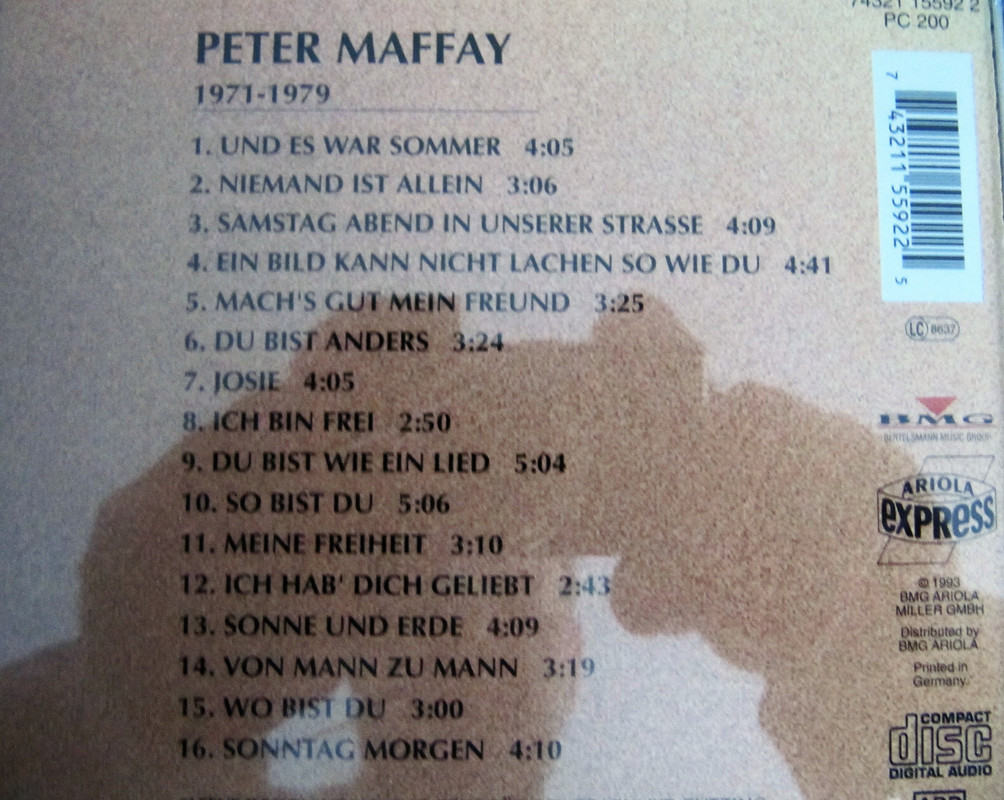 74321 15592 2
PC 200
PETER MAFFAY
1971-1979
1. UND ES WAR SOMMER 4:05
2. NIEMAND IST ALLEIN 3:06
3. SAMSTAG ABEND IN UNSERER STRASSE 4:09
4. EIN BILD KANN NICHT LACHEN SO WIE DU 4:41
5. MACH'S GUT MEIN FREUND 3:25
6. DU BIST ANDERS 3:24
7. JOSIE 4:05
8. ICH BIN FREI 2:50
9. DU BIST WIE EIN LIED 5:04
10. SO BIST DU 5:06
11. MEINE FREIHEIT 3:10
12. ICH HAB' DICH GELIEBT 2:43
13. SONNE UND ERDE 4:09
14. VON MANN ZU MANN 3:19
15. WO BIST DU 3:00
16. SONNTAG MORGEN 4:10
7 43211 55922 5
LC 8637
BMG
BERTELSMANN MUSIC GROUP
ARIOLA
EXPRESS
© 1993
BMG ARIOLA
MILLER GMBH
Distributed by
BMG ARIOLA
Printed in
Germany.
COMPACT
disc
DIGITAL AUDIO